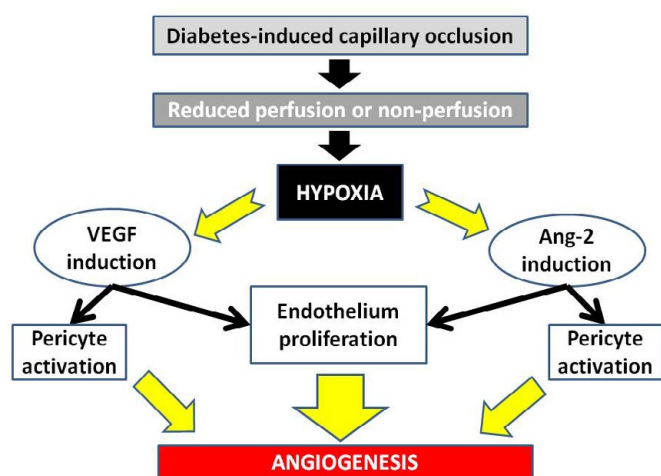 Diabetes-induced capillary occlusion
Reduced perfusion or non-perfusion
HYPOXIA
VEGF
induction
Ang-2
induction
Endothelium
proliferation
Pericyte
activation
Pericyte
activation
ANGIOGENESIS